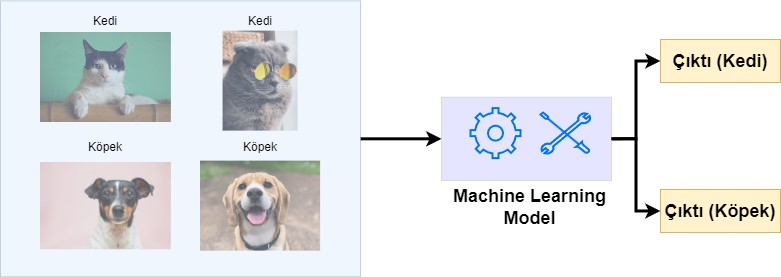 Kedi
Kedi
Köpek
Köpek
Machine Learning
Model
Çıktı (Kedi)
Çıktı (Köpek)